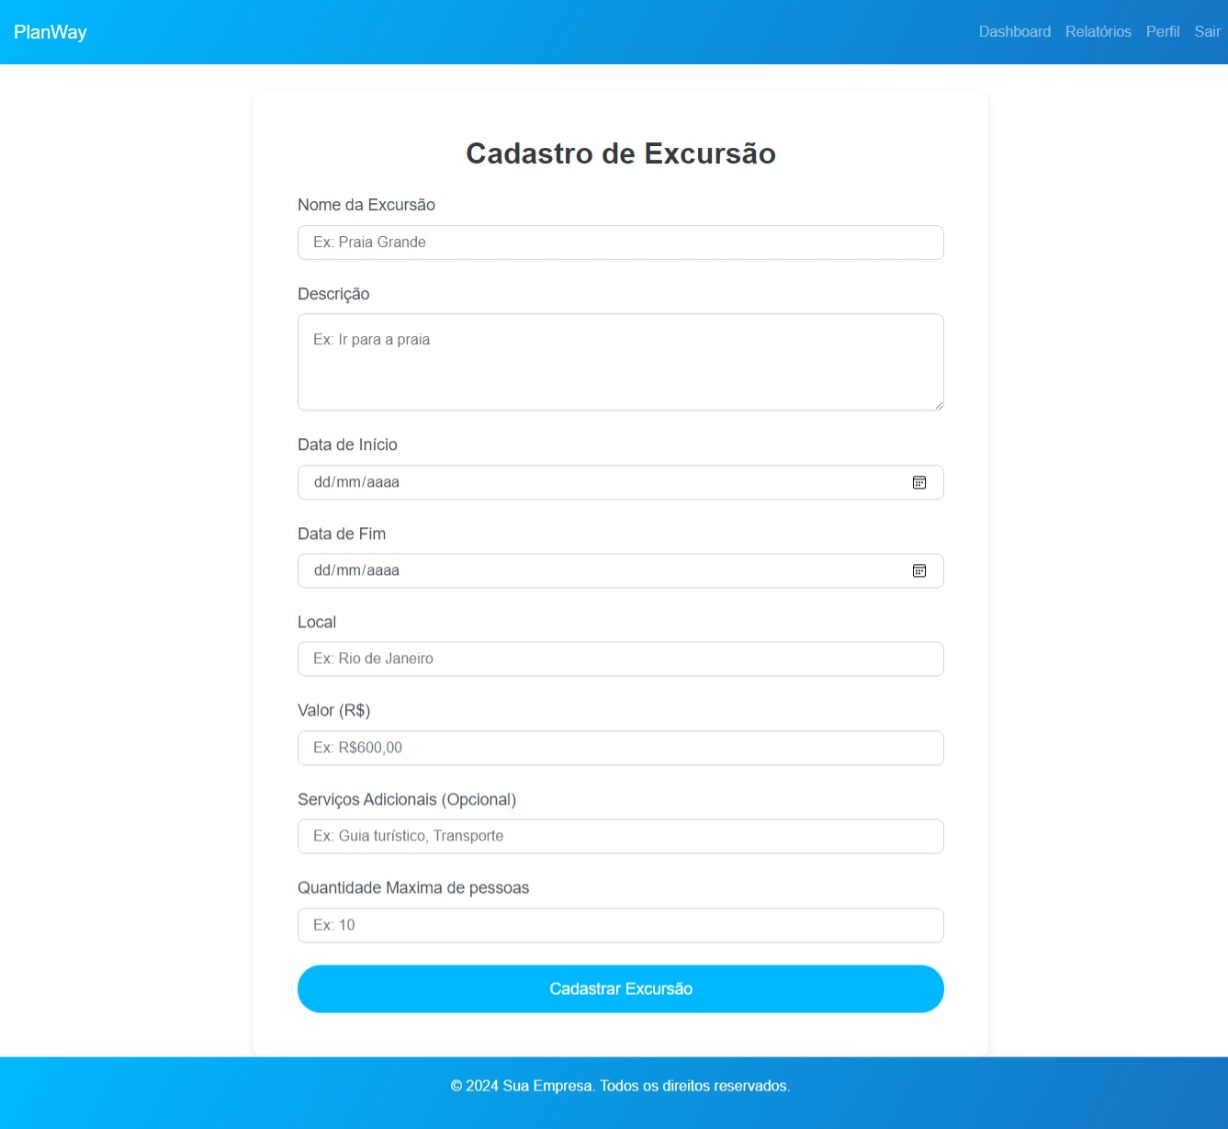 PlanWay
Dashboard Relatórios Perfil Sair
Cadastro de Excursão
Nome da Excursão
Ex: Praia Grande
Descrição
Ex: Ir para a praia
Data de Início
dd/mm/aaaa
Data de Fim
dd/mm/aaaa
Local
Ex: Rio de Janeiro
Valor (R$)
Ex: R$600,00
Serviços Adicionais (Opcional)
Ex: Guia turístico, Transporte
Quantidade Maxima de pessoas
Ex: 10
Cadastrar Excursão
© 2024 Sua Empresa. Todos os direitos reservados.